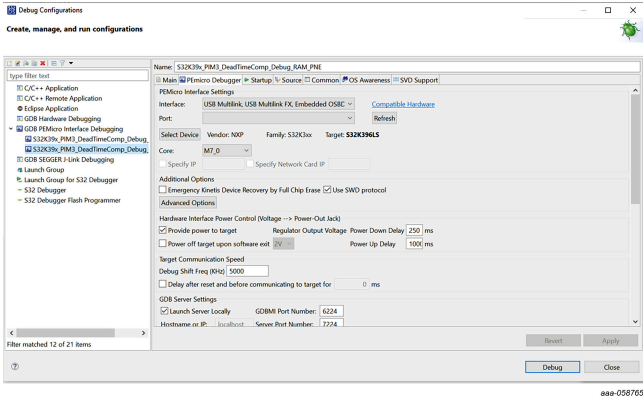 Debug Configurations
Create, manage, and run configurations
type filter text
C/C++ Application
C/C++ Remote Application
Eclipse Application
GDB Hardware Debugging
GDB PEMicro Interface Debugging
S32K39x_PIM3_DeadTimeComp_Debug_
S32K39x_PIM3_DeadTimeComp_Debug_
GDB SEGGER J-Link Debugging
Launch Group
Launch Group for S32 Debugger
S32 Debugger
S32 Debugger Flash Programmer
Filter matched 12 of 21 items
Name: S32K39x_PIM3_DeadTimeComp_Debug_RAM_PNE
Main PEmicro Debugger Startup Source Common OS Awareness SVD Support
PEMicro Interface Settings
Interface: USB Multilink, USB Multilink FX, Embedded OSBC Compatible Hardware
Port: Refresh
Select Device Vendor: NXP Family: S32K3xx Target: S32K396LS
Core: M7_0
Specify IP Specify Network Card IP
Additional Options
Emergency Kinetis Device Recovery by Full Chip Erase Use SWD protocol
Advanced Options
Hardware Interface Power Control (Voltage --> Power-Out Jack)
Provide power to target Regulator Output Voltage Power Down Delay 250 ms
Power off target upon software exit 2V Power Up Delay 100( ms
Target Communication Speed
Debug Shift Freq (KHz) 5000
Delay after reset and before communicating to target for 0 ms
GDB Server Settings
Launch Server Locally GDBMI Port Number: 6224
Hostname or IP: localhost Server Port Number: 7224
Revert Apply
Debug Close
aaa-058765